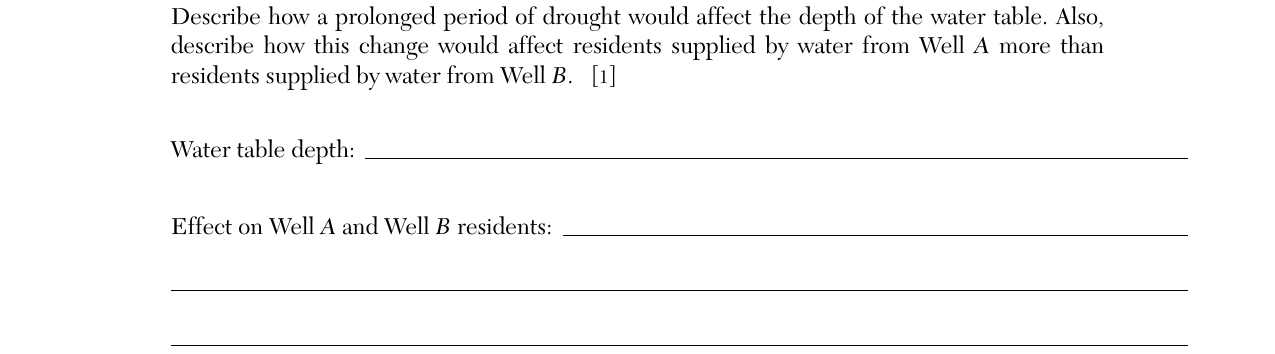 Describe how a prolonged period of drought would affect the depth of the water table. Also,
describe how this change would affect residents supplied by water from Well A more than
residents supplied by water from Well B. [1]
Water table depth:
Effect on Well A and Well B residents: